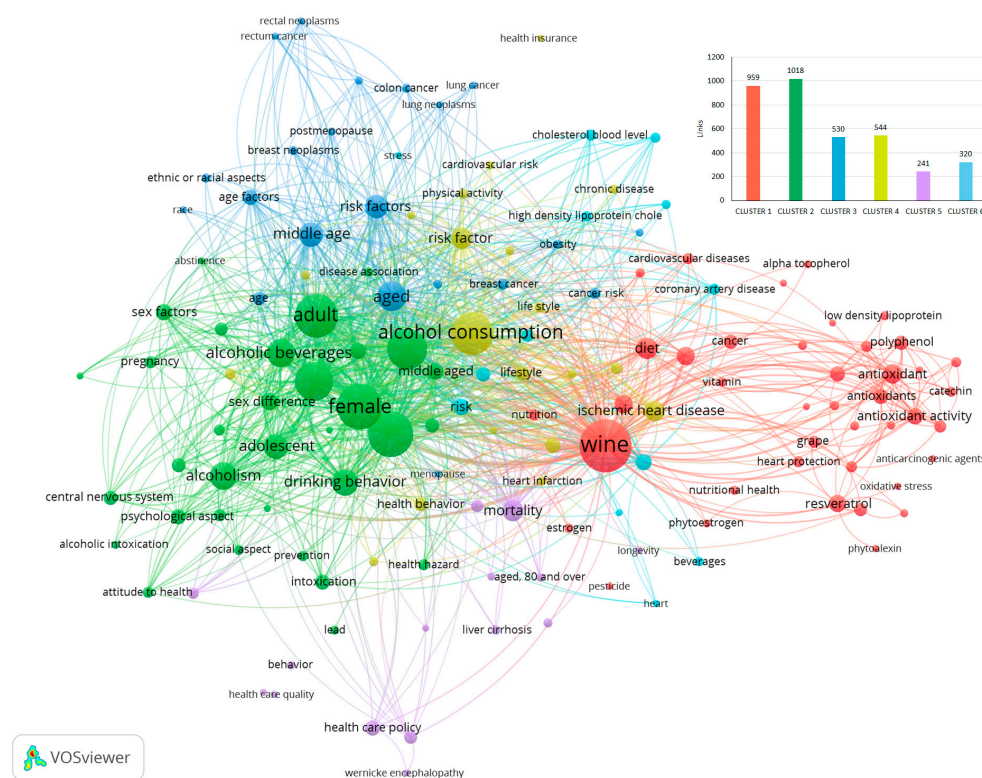 rectal neoplasms
rectum cancer
health insurance
1200
1000
800
600
400
200
0
Links
959
1018
530
544
241
320
CLUSTER 1
CLUSTER 2
CLUSTER 3
CLUSTER 4
CLUSTER 5
CLUSTER 6
colon cancer
lung cancer
lung neoplasms
postmenopause
cholesterol blood level
breast neoplasms
stress
cardiovascular risk
ethnic or racial aspects
age factors
physical activity
chronic disease
race
risk factors
high density lipoprotein chole
middle age
risk factor
obesity
abstinence
disease association
cardiovascular diseases
alpha tocopherol
breast cancer
cancer risk
coronary artery disease
age
aged
sex factors
adult
life style
low density lipoprotein
alcohol consumption
cancer
polyphenol
pregnancy
alcoholic beverages
diet
middle aged
lifestyle
vitamin
antioxidant
catechin
sex difference
female
risk
nutrition
ischemic heart disease
antioxidants
antioxidant activity
adolescent
wine
grape
heart protection
anticarcinogenic agents
alcoholism
drinking behavior
menopause
heart infarction
nutritional health
oxidative stress
central nervous system
health behavior
mortality
resveratrol
psychological aspect
estrogen
phytoestrogen
alcoholic intoxication
social aspect
prevention
health hazard
longevity
beverages
phytoalexin
attitude to health
intoxication
aged, 80 and over
pesticide
heart
lead
liver cirrhosis
behavior
health care quality
health care policy
wernicke encephalopathy
VOSviewer